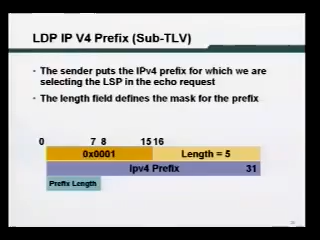 LDP IP V4 Prefix (Sub-TLV)
- The sender puts the IPv4 prefix for which we are
selecting the LSP in the echo request
- The length field defines the mask for the prefix
0 7 8 15 16
0x0001 Length = 5
Ipv4 Prefix 31
Prefix Length